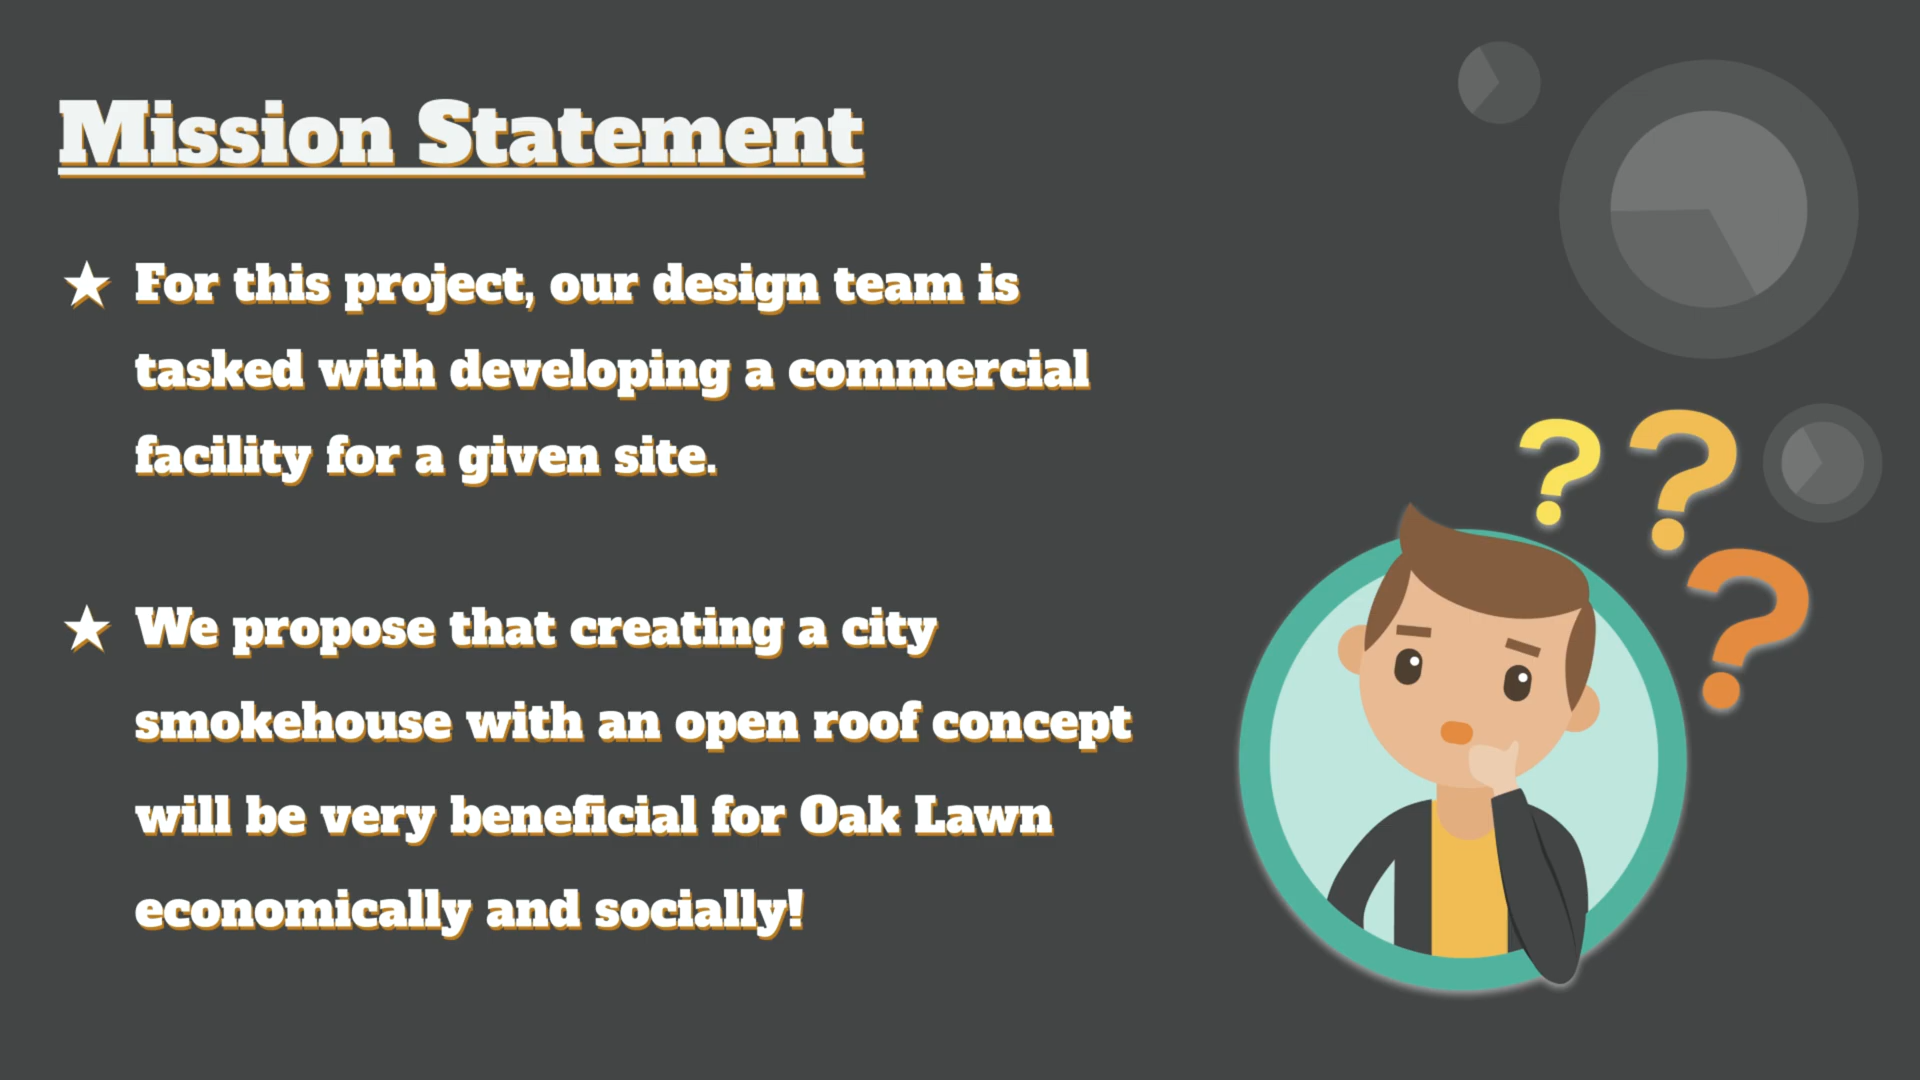 Mission Statement
★ For this project, our design team is
tasked with developing a commercial
facility for a given site.
★ We propose that creating a city
smokehouse with an open roof concept
will be very beneficial for Oak Lawn
economically and socially!
? ? ?